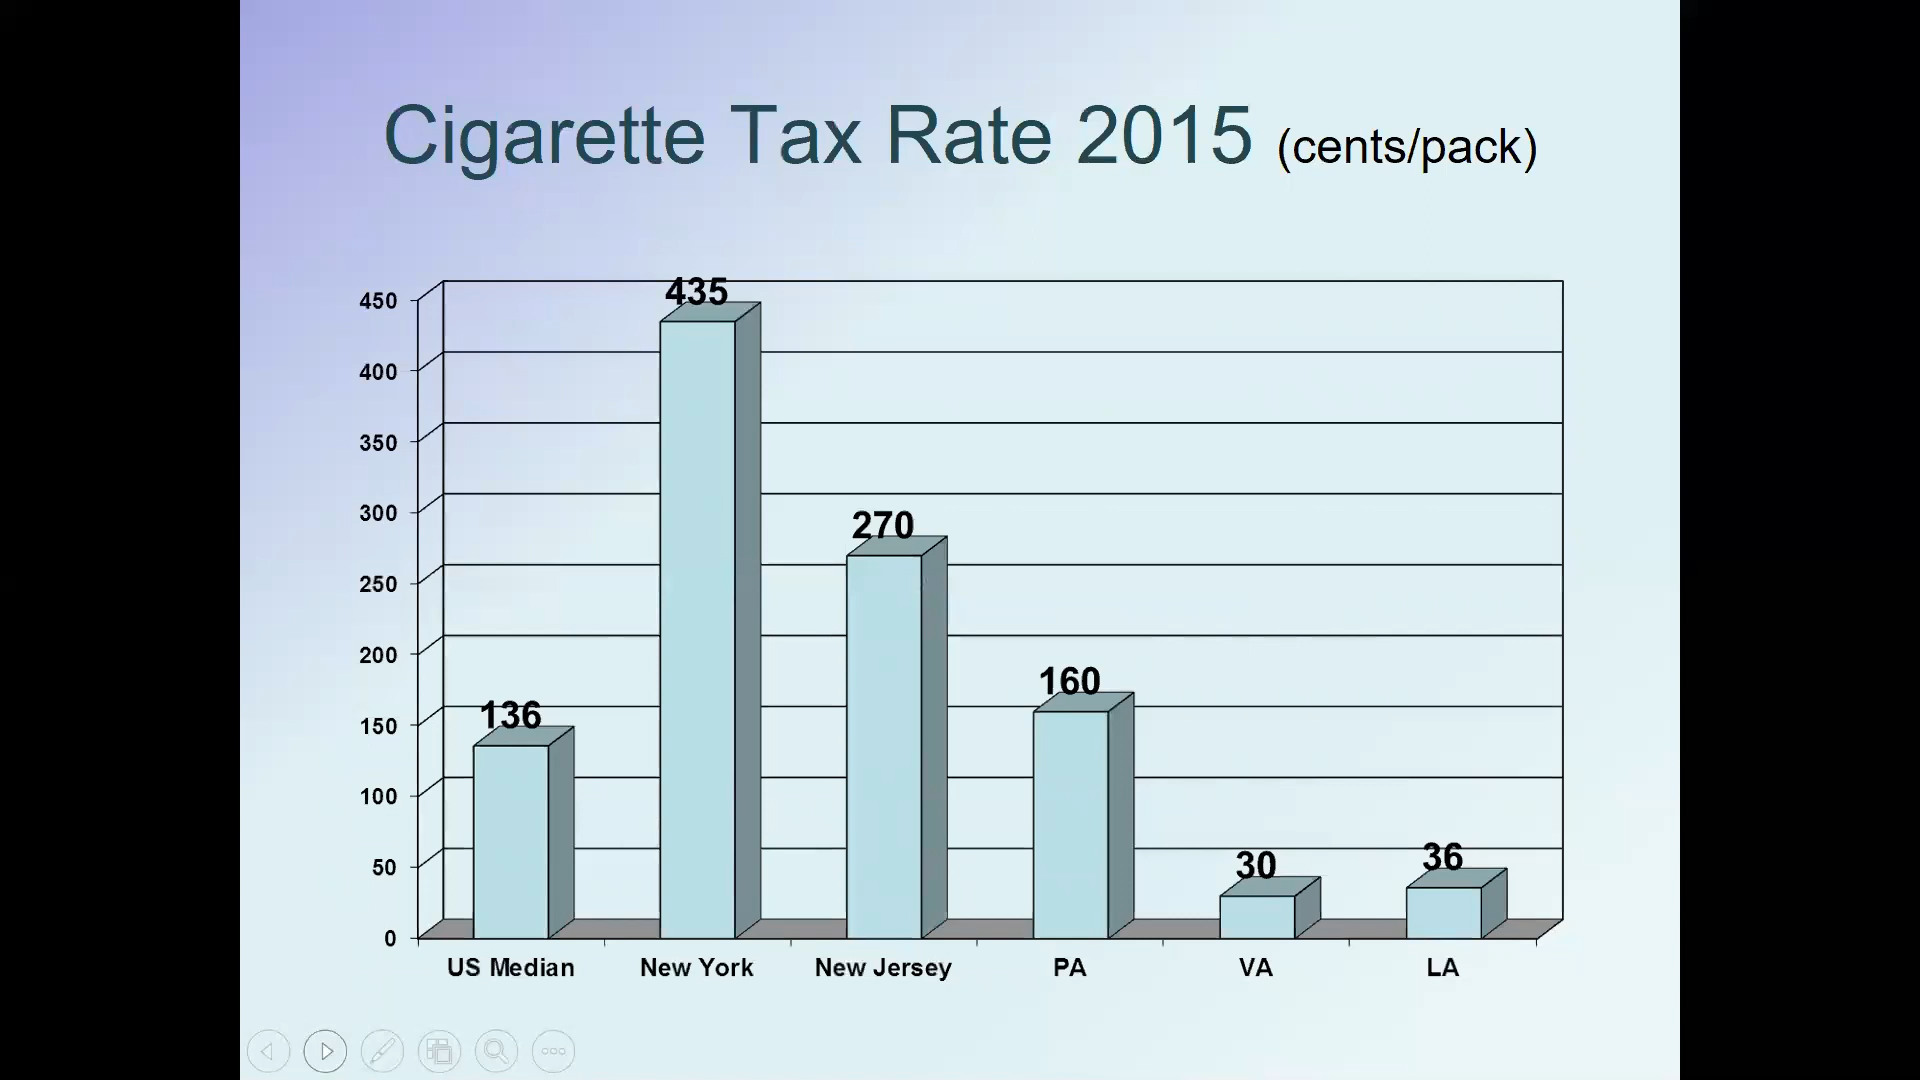 Cigarette Tax Rate 2015 (cents/pack)
450
400
350
300
250
200
150
100
50
0
136
435
270
160
30
36
US Median
New York
New Jersey
PA
VA
LA